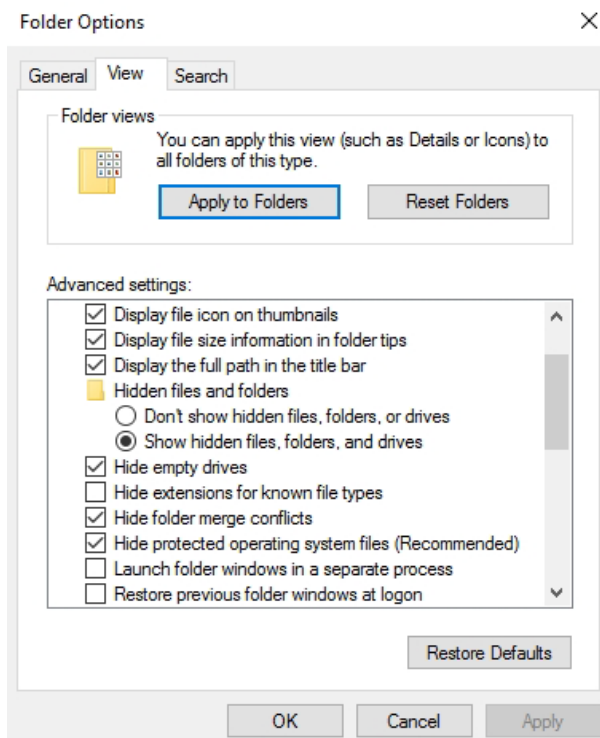 Folder Options
General
View
Search
Folder views
You can apply this view (such as Details or Icons) to
all folders of this type.
Apply to Folders
Reset Folders
Advanced settings:
Display file icon on thumbnails
Display file size information in folder tips
Display the full path in the title bar
Hidden files and folders
Don't show hidden files, folders, or drives
Show hidden files, folders, and drives
Hide empty drives
Hide extensions for known file types
Hide folder merge conflicts
Hide protected operating system files (Recommended)
Launch folder windows in a separate process
Restore previous folder windows at logon
Restore Defaults
OK
Cancel
Apply